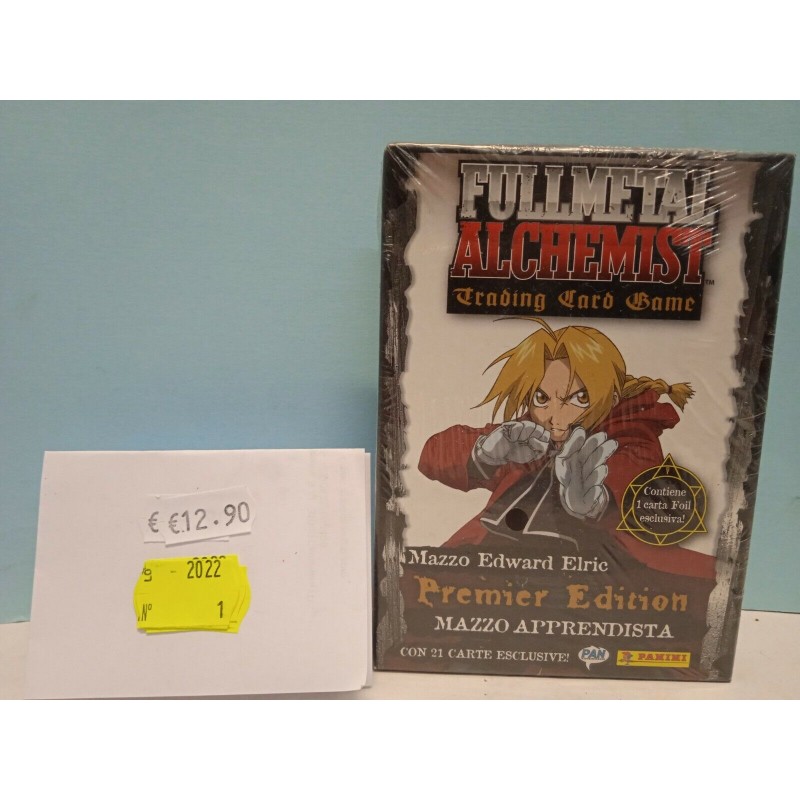 FULLMETAL
ALCHEMIST™
Trading Card Game
Contiene
1 carta Foil
esclusiva!
Mazzo Edward Elric
Premier Edition
MAZZO APPRENDISTA
CON 21 CARTE ESCLUSIVE!
PAN
PANINI
€ €12.90
- 2022
N° 1